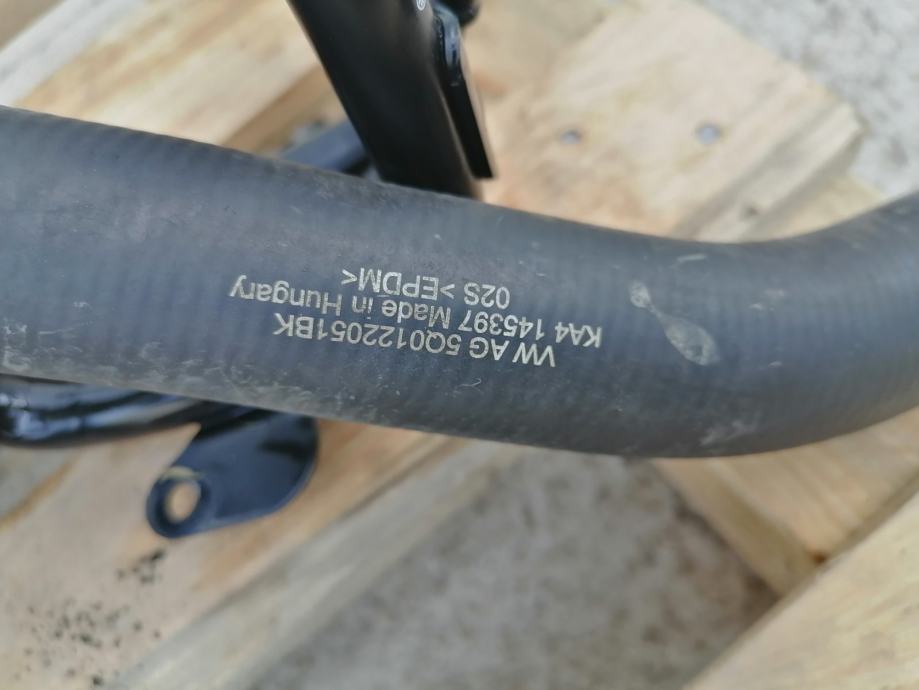 VW AG 5Q0122051BK
KA4 145397 Made in Hungary
02S >EPDM<